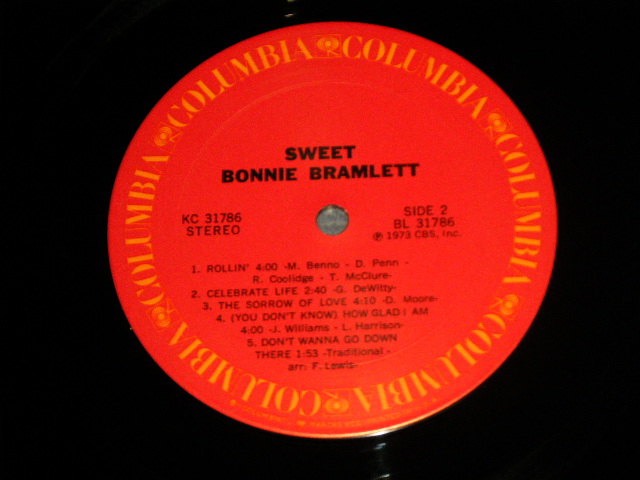 COLUMBIA COLUMBIA COLUMBIA COLUMBIA COLUMBIA COLUMBIA
SWEET
BONNIE BRAMLETT
KC 31786
STEREO
SIDE 2
BL 31786
℗ 1973 CBS, Inc.
1. ROLLIN' 4:00 -M. Benno - D. Penn -
R. Coolidge - T. McClure-
2. CELEBRATE LIFE 2:40 -G. DeWitty-
3. THE SORROW OF LOVE 4:10 -D. Moore-
4. (YOU DON'T KNOW) HOW GLAD I AM
4:00 -J. Williams - L. Harrison-
5. DON'T WANNA GO DOWN
THERE 1:53 -Traditional -
arr: F. Lewis-